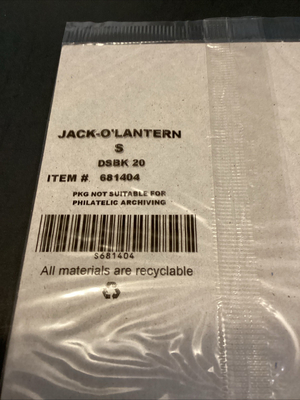 JACK-O'LANTERN
S
DSBK 20
ITEM # 681404
PKG NOT SUITABLE FOR
PHILATELIC ARCHIVING
S681404
All materials are recyclable